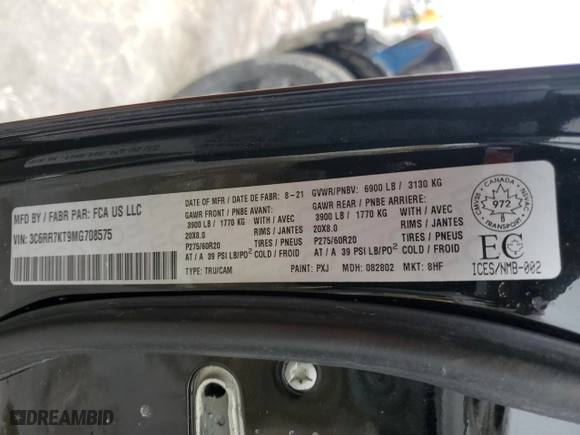 MFD BY / FABR PAR: FCA US LLC
VIN: 3C6RR7KT9MG708575
DATE OF MFR / DATE DE FABR: 8-21
GAWR FRONT / PNBE AVANT:
3900 LB / 1770 KG WITH / AVEC
20X8.0 RIMS / JANTES
P275/60R20 TIRES / PNEUS
AT / A 39 PSI LB/PO² COLD / FROID
TYPE: TRU/CAM
GVWR/PNBV: 6900 LB / 3130 KG
GAWR REAR / PNBE ARRIERE:
3900 LB / 1770 KG WITH / AVEC
20X8.0 RIMS / JANTES
P275/60R20 TIRES / PNEUS
AT / A 39 PSI LB/PO² COLD / FROID
PAINT: PXJ MDH: 082802 MKT: 8HF
CANADA
972
B
TRANSPORT
EC
ICES/NMB-002
DREAMBID